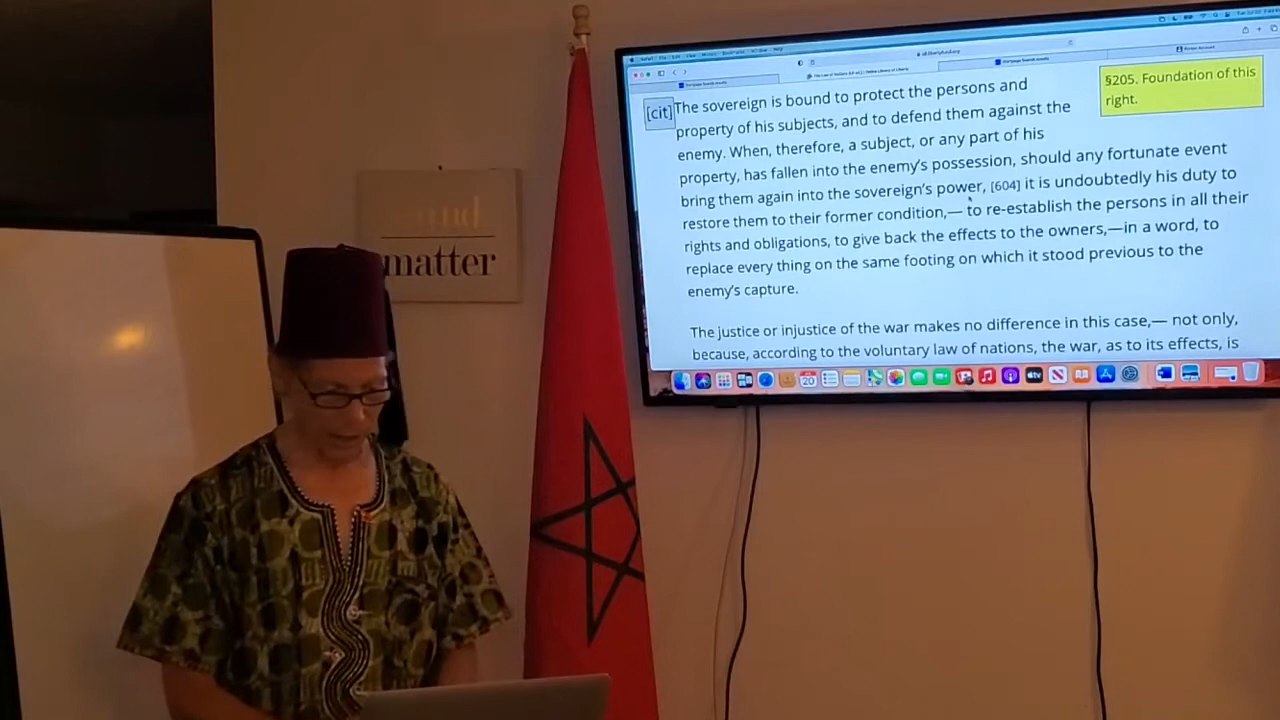 mind
matter
§205. Foundation of this
right.
[cit]
The sovereign is bound to protect the persons and
property of his subjects, and to defend them against the
enemy. When, therefore, a subject, or any part of his
property, has fallen into the enemy’s possession, should any fortunate event
bring them again into the sovereign’s power, [604] it is undoubtedly his duty to
restore them to their former condition,— to re-establish the persons in all their
rights and obligations, to give back the effects to the owners,—in a word, to
replace every thing on the same footing on which it stood previous to the
enemy’s capture.
The justice or injustice of the war makes no difference in this case,— not only,
because, according to the voluntary law of nations, the war, as to its effects, is
20
tv